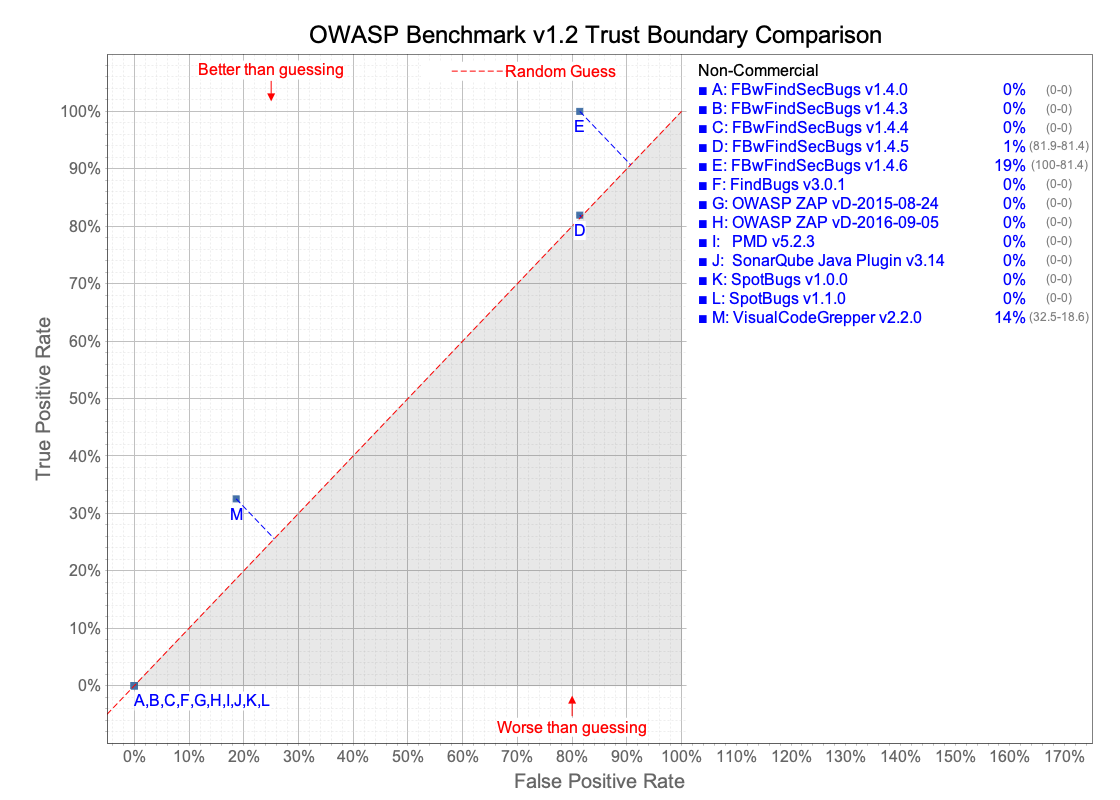 OWASP Benchmark v1.2 Trust Boundary Comparison
Better than guessing
Random Guess
Non-Commercial
A: FBwFindSecBugs v1.4.0 0% (0-0)
B: FBwFindSecBugs v1.4.3 0% (0-0)
C: FBwFindSecBugs v1.4.4 0% (0-0)
D: FBwFindSecBugs v1.4.5 1% (81.9-81.4)
E: FBwFindSecBugs v1.4.6 19% (100-81.4)
F: FindBugs v3.0.1 0% (0-0)
G: OWASP ZAP vD-2015-08-24 0% (0-0)
H: OWASP ZAP vD-2016-09-05 0% (0-0)
I: PMD v5.2.3 0% (0-0)
J: SonarQube Java Plugin v3.14 0% (0-0)
K: SpotBugs v1.0.0 0% (0-0)
L: SpotBugs v1.1.0 0% (0-0)
M: VisualCodeGrepper v2.2.0 14% (32.5-18.6)
True Positive Rate
100%
90%
80%
70%
60%
50%
40%
30%
20%
10%
0%
E
D
M
A,B,C,F,G,H,I,J,K,L
Worse than guessing
0% 10% 20% 30% 40% 50% 60% 70% 80% 90% 100% 110% 120% 130% 140% 150% 160% 170%
False Positive Rate